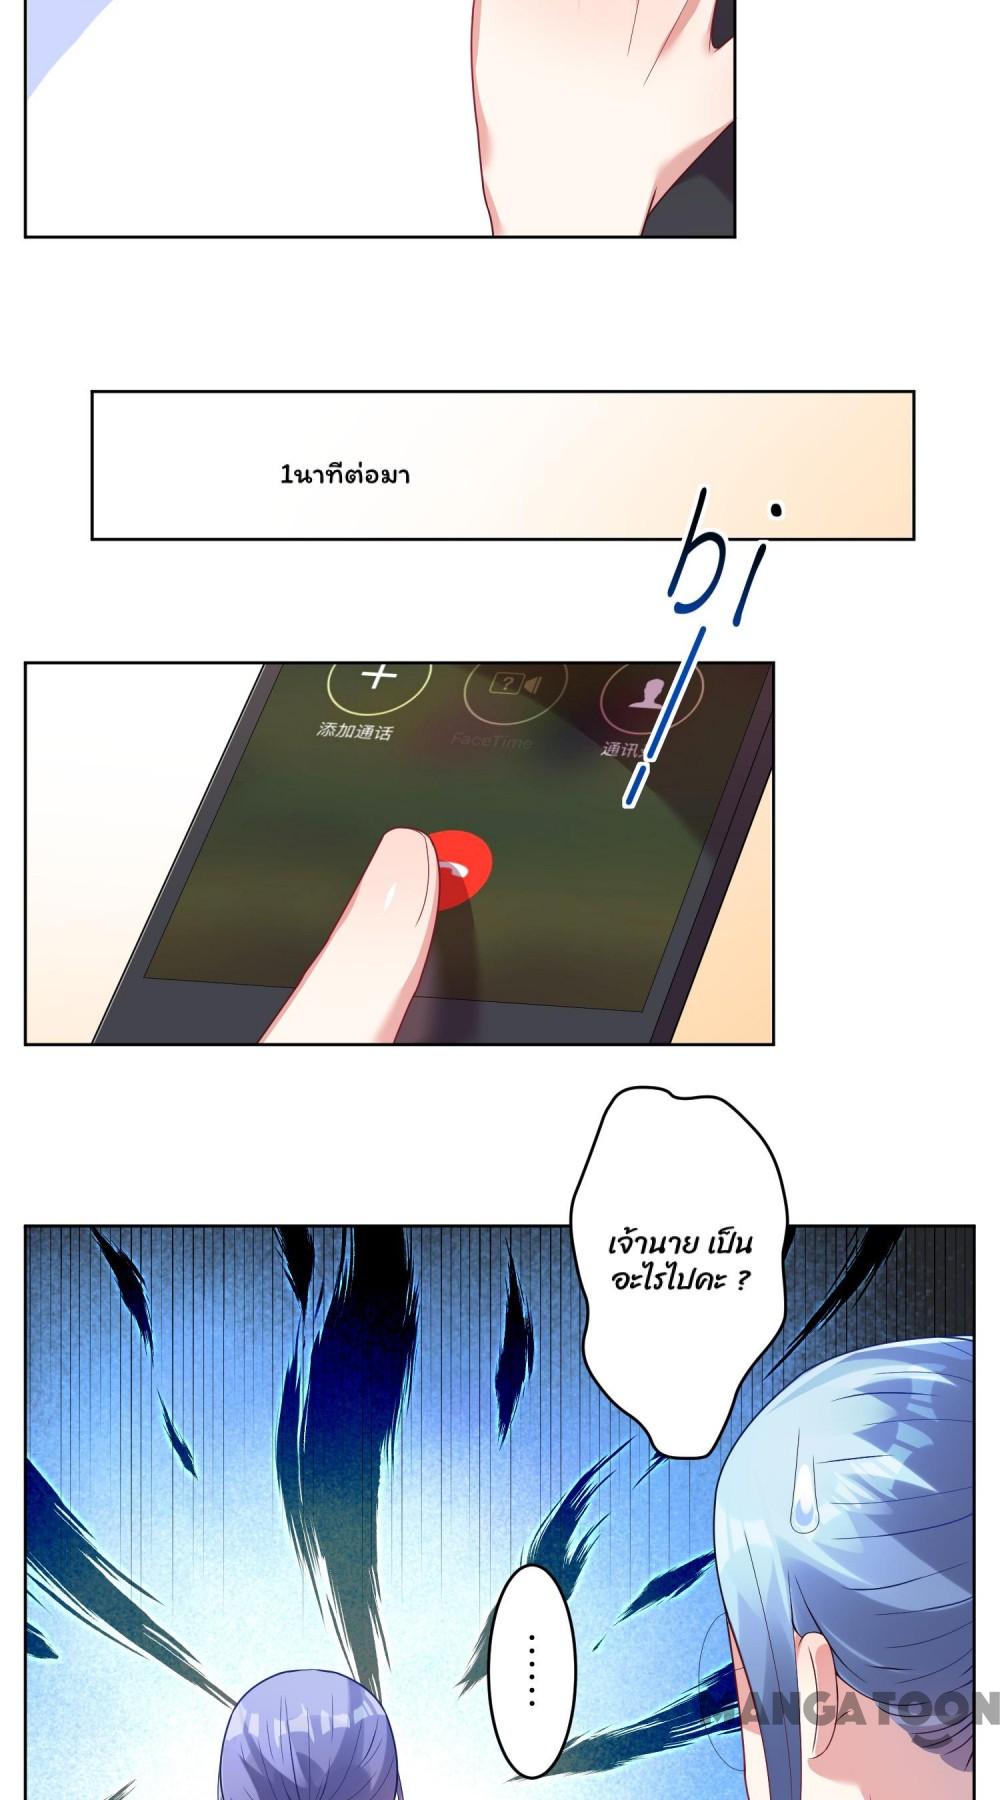 1นาทีต่อมา
bi
添加通话
FaceTime
通讯
เจ้านาย เป็น
อะไรไปคะ ?
......
MANGATOON